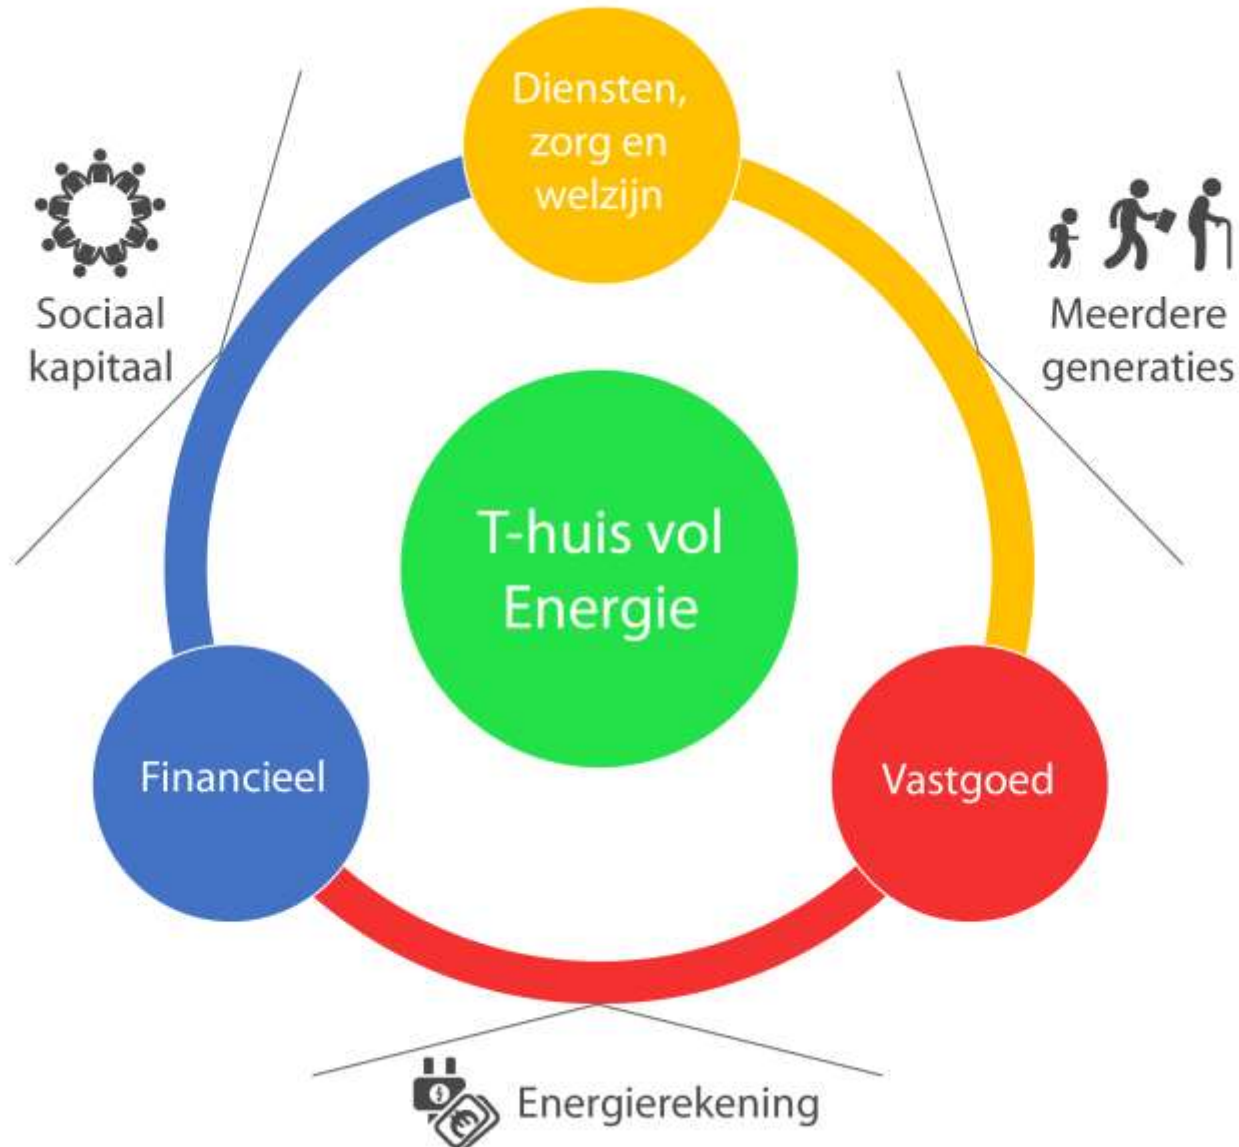 Diensten,
zorg en
welzijn
Sociaal
kapitaal
Meerdere
generaties
T-huis vol
Energie
Financieel
Vastgoed
€ Energierekening